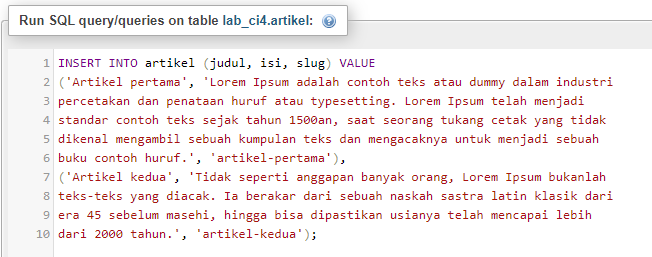 Run SQL query/queries on table lab_ci4.artikel:
1 INSERT INTO artikel (judul, isi, slug) VALUE
2 ('Artikel pertama', 'Lorem Ipsum adalah contoh teks atau dummy dalam industri
3 percetakan dan penataan huruf atau typesetting. Lorem Ipsum telah menjadi
4 standar contoh teks sejak tahun 1500an, saat seorang tukang cetak yang tidak
5 dikenal mengambil sebuah kumpulan teks dan mengacaknya untuk menjadi sebuah
6 buku contoh huruf.', 'artikel-pertama'),
7 ('Artikel kedua', 'Tidak seperti anggapan banyak orang, Lorem Ipsum bukanlah
8 teks-teks yang diacak. Ia berakar dari sebuah naskah sastra latin klasik dari
9 era 45 sebelum masehi, hingga bisa dipastikan usianya telah mencapai lebih
10 dari 2000 tahun.', 'artikel-kedua');